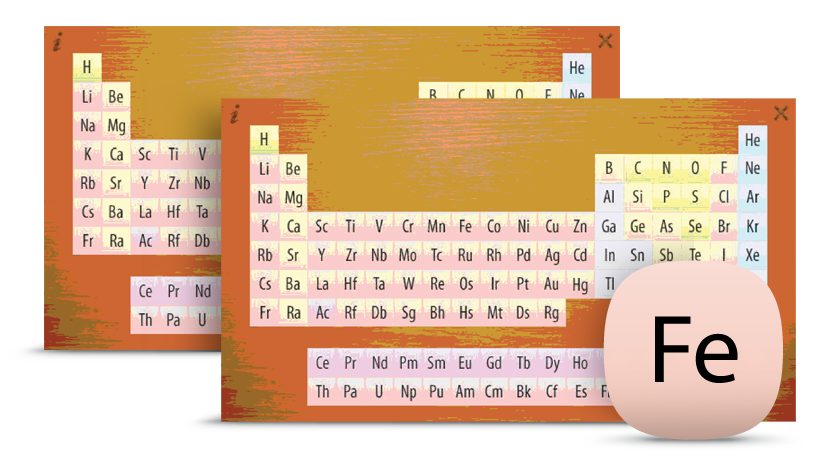 i X
H He
Li Be B C N O F Ne
Na Mg
K Ca Sc Ti V
Rb Sr Y Zr Nb
Cs Ba La Hf Ta
Fr Ra Ac Rf Db
Ce Pr Nd
Th Pa U
i X
H He
Li Be B C N O F Ne
Na Mg Al Si P S Cl Ar
K Ca Sc Ti V Cr Mn Fe Co Ni Cu Zn Ga Ge As Se Br Kr
Rb Sr Y Zr Nb Mo Tc Ru Rh Pd Ag Cd In Sn Sb Te I Xe
Cs Ba La Hf Ta W Re Os Ir Pt Au Hg Tl
Fr Ra Ac Rf Db Sg Bh Hs Mt Ds Rg
Ce Pr Nd Pm Sm Eu Gd Tb Dy Ho
Th Pa U Np Pu Am Cm Bk Cf Es
Fe